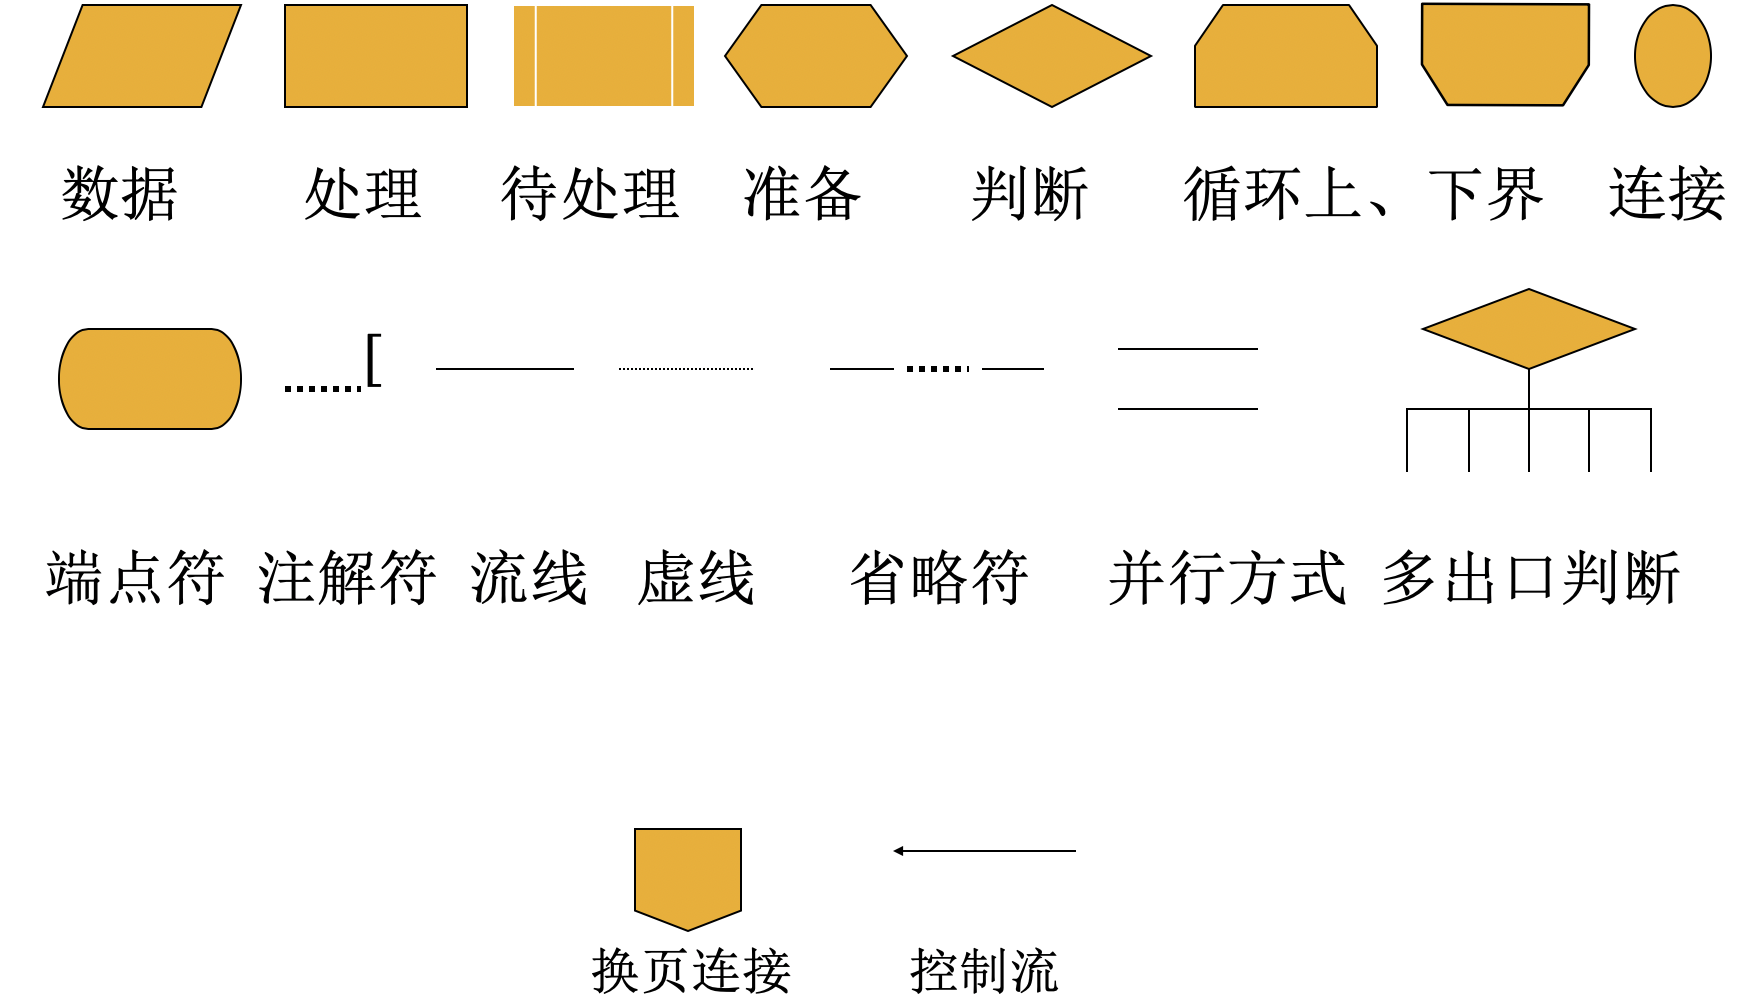 数据 处理 待处理 准备 判断 循环上、下界 连接
[
端点符 注解符 流线 虚线 省略符 并行方式 多出口判断
换页连接 控制流